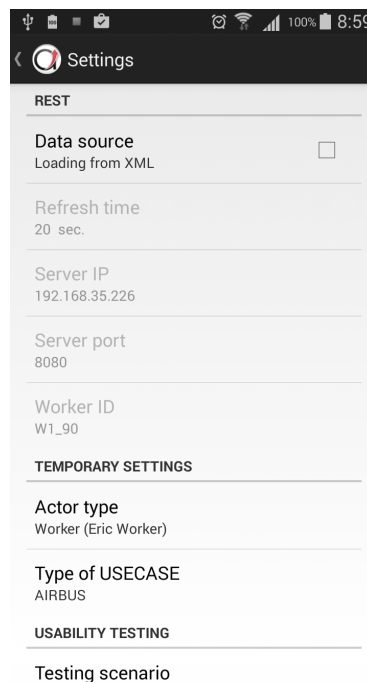 100% 8:59
Settings
REST
Data source
Loading from XML
Refresh time
20 sec.
Server IP
192.168.35.226
Server port
8080
Worker ID
W1_90
TEMPORARY SETTINGS
Actor type
Worker (Eric Worker)
Type of USECASE
AIRBUS
USABILITY TESTING
Testing scenario